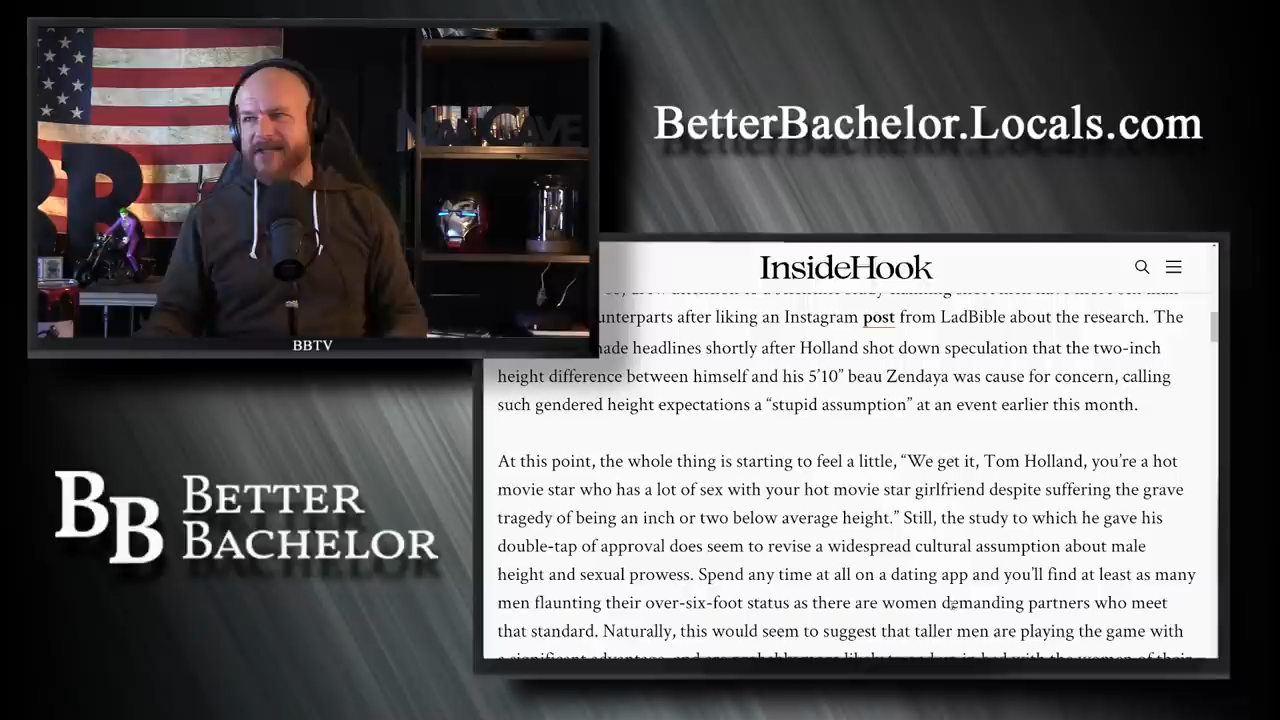 BetterBachelor.Locals.com
MAN CAVE
BBTV
InsideHook
unterparts after liking an Instagram post from LadBible about the research. The
ade headlines shortly after Holland shot down speculation that the two-inch
height difference between himself and his 5’10” beau Zendaya was cause for concern, calling
such gendered height expectations a “stupid assumption” at an event earlier this month.
At this point, the whole thing is starting to feel a little, “We get it, Tom Holland, you’re a hot
movie star who has a lot of sex with your hot movie star girlfriend despite suffering the grave
tragedy of being an inch or two below average height.” Still, the study to which he gave his
double-tap of approval does seem to revise a widespread cultural assumption about male
height and sexual prowess. Spend any time at all on a dating app and you’ll find at least as many
men flaunting their over-six-foot status as there are women demanding partners who meet
that standard. Naturally, this would seem to suggest that taller men are playing the game with
BB BETTER
BACHELOR